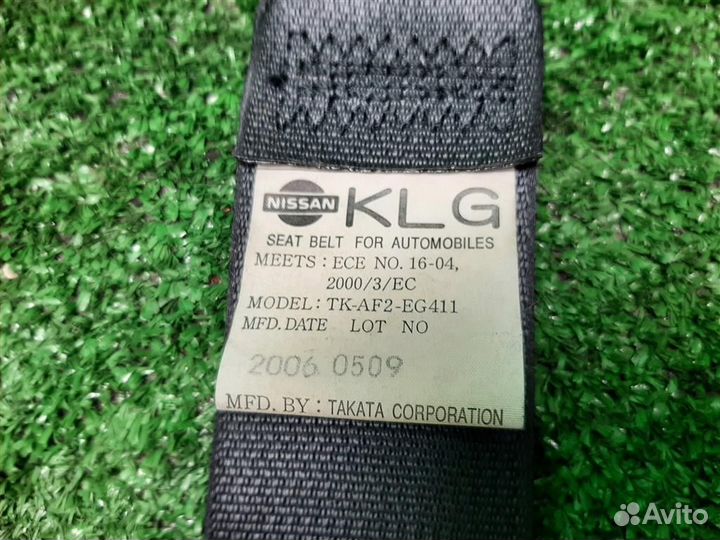 NISSAN KLG
SEAT BELT FOR AUTOMOBILES
MEETS : ECE NO. 16-04,
2000/3/EC
MODEL: TK-AF2-EG411
MFD. DATE LOT NO
2006 0509
MFD. BY : TAKATA CORPORATION
Avito